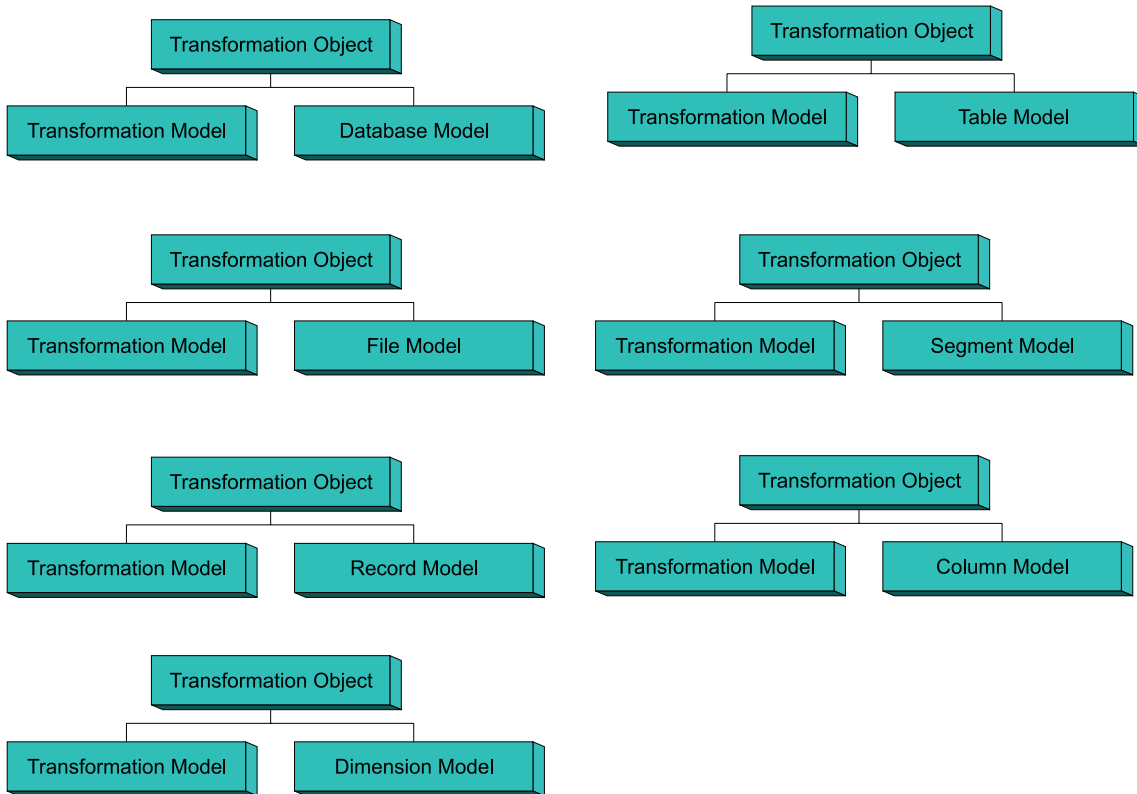 Transformation Object
Transformation Model
Database Model
Transformation Object
Transformation Model
Table Model
Transformation Object
Transformation Model
File Model
Transformation Object
Transformation Model
Segment Model
Transformation Object
Transformation Model
Record Model
Transformation Object
Transformation Model
Column Model
Transformation Object
Transformation Model
Dimension Model